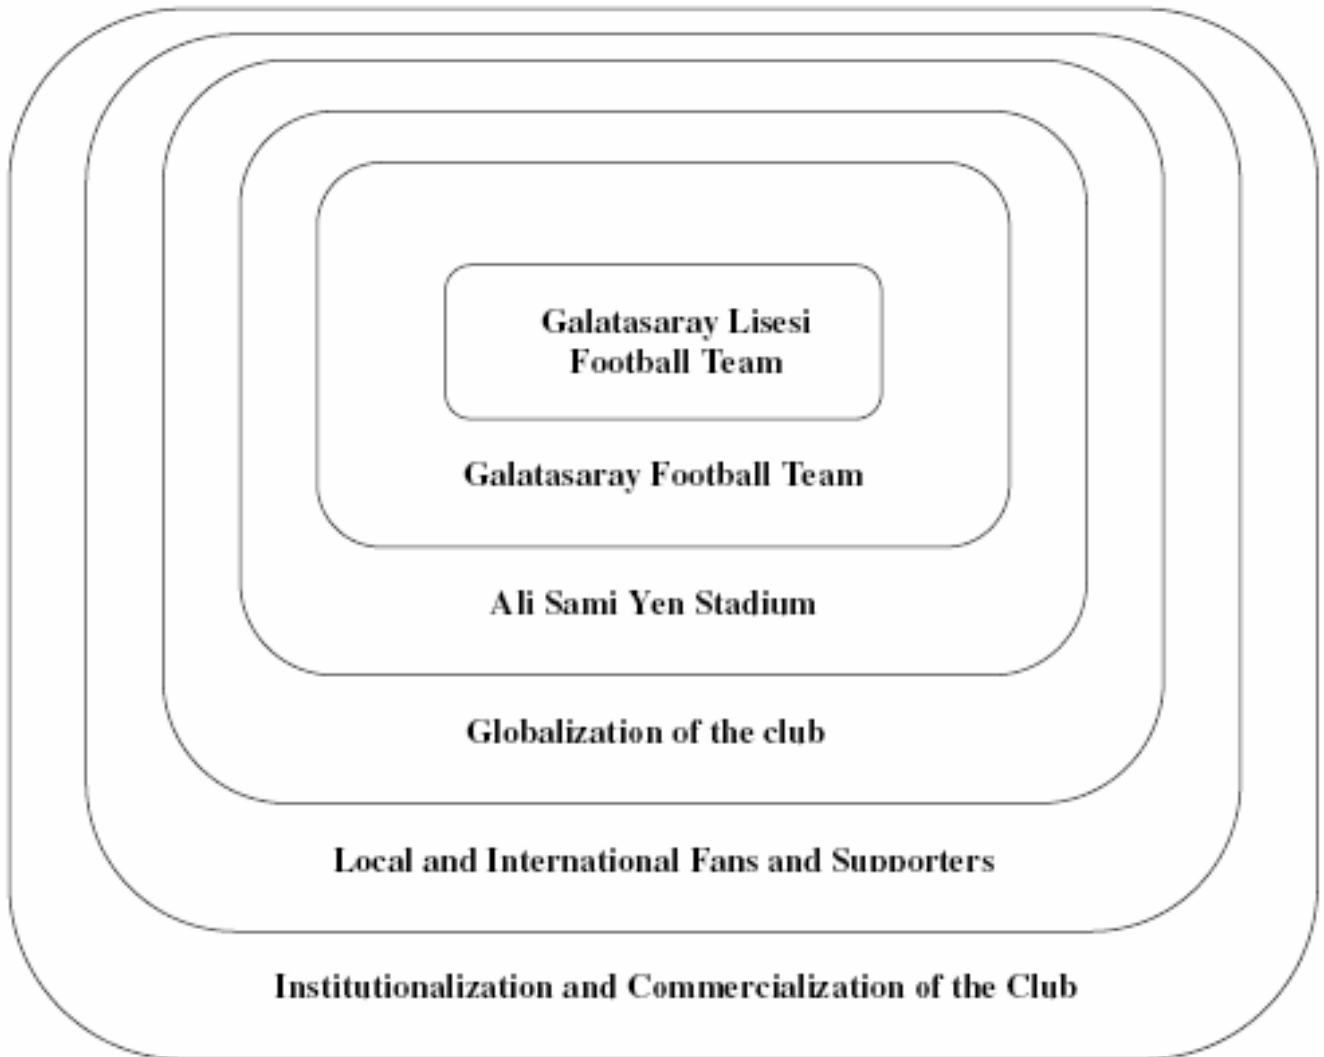 Galatasaray Lisesi
Football Team
Galatasaray Football Team
Ali Sami Yen Stadium
Globalization of the club
Local and International Fans and Supporters
Institutionalization and Commercialization of the Club